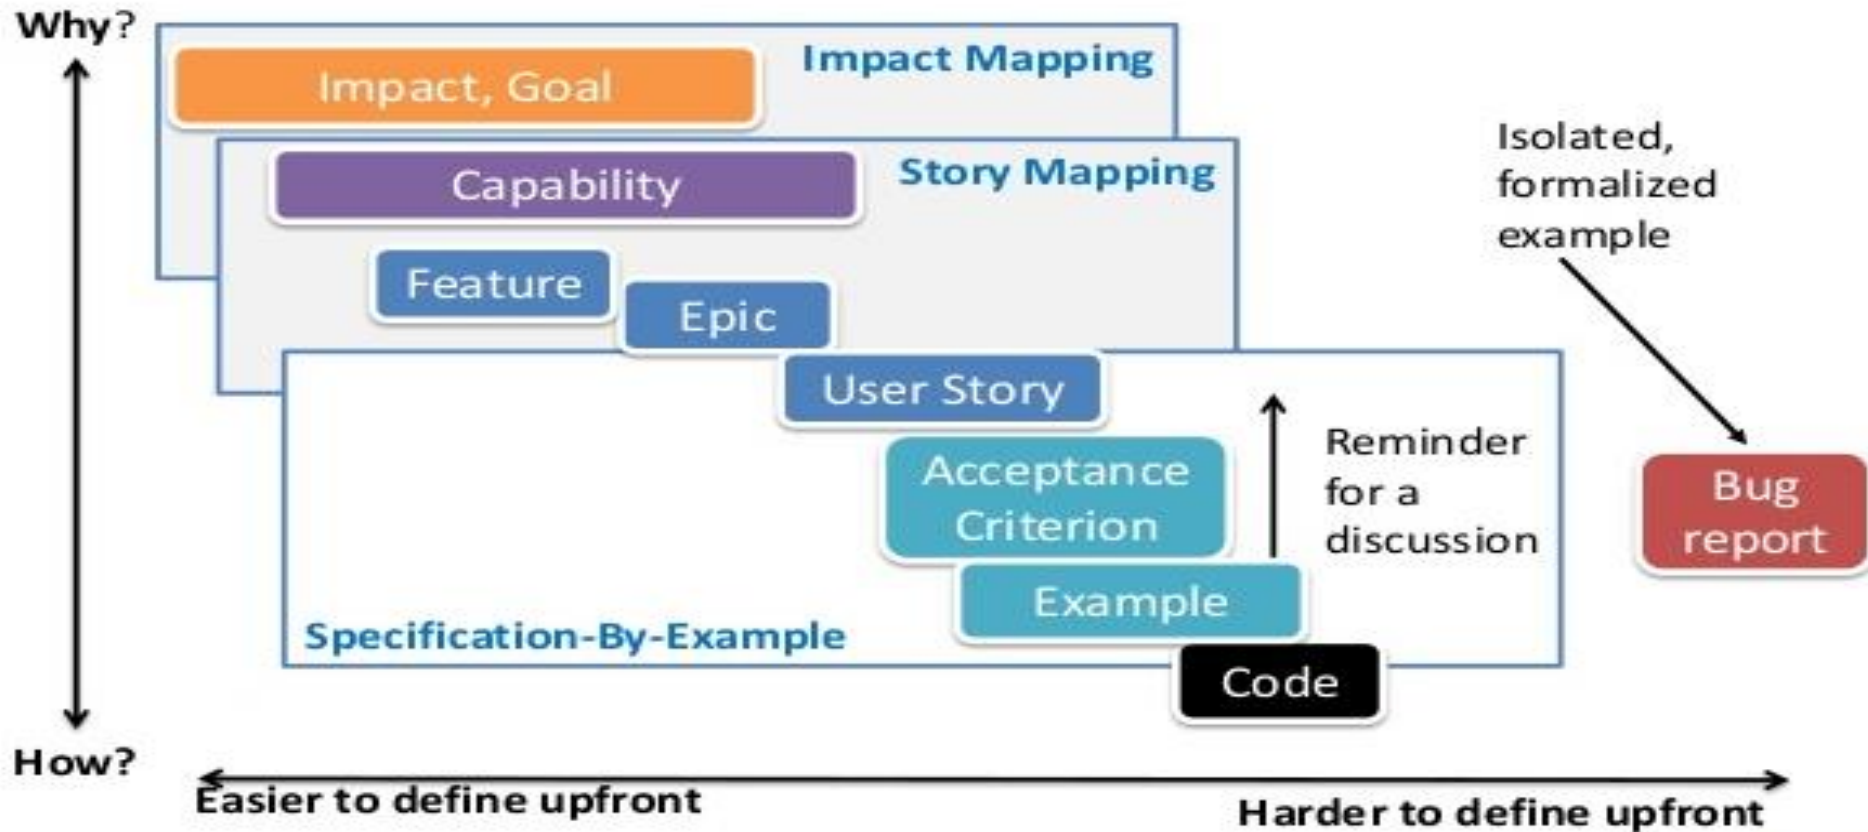 Why?
Impact Mapping
Impact, Goal
Story Mapping
Capability
Feature
Epic
User Story
Acceptance
Criterion
Example
Code
Specification-By-Example
Reminder
for a
discussion
Isolated,
formalized
example
Bug
report
How?
Easier to define upfront
Harder to define upfront